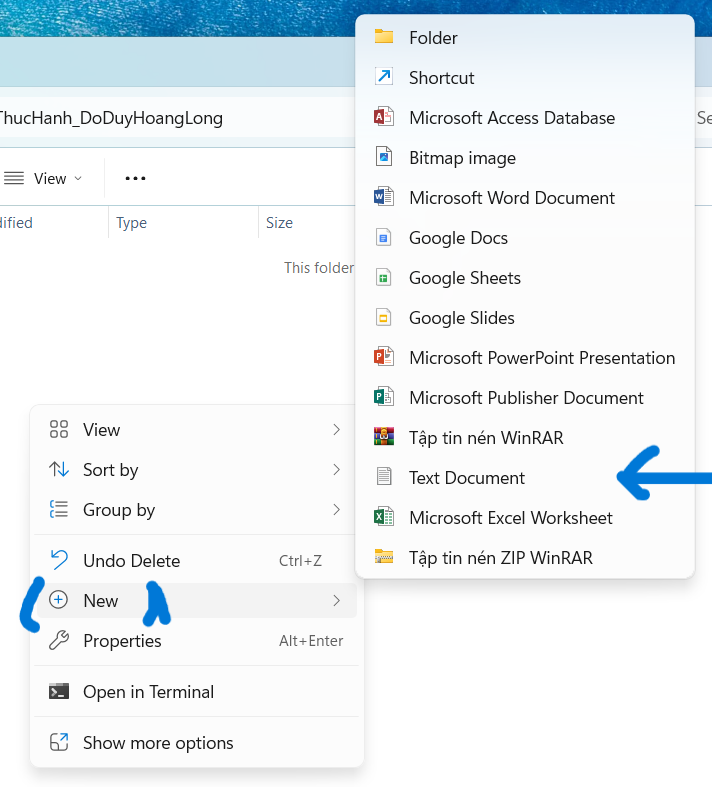 Folder
Shortcut
ThucHanh_DoDuyHoangLong
Microsoft Access Database
Bitmap image
View
Microsoft Word Document
Type
Size
Google Docs
This folder
Google Sheets
Google Slides
Microsoft PowerPoint Presentation
Microsoft Publisher Document
Tập tin nén WinRAR
Text Document
Microsoft Excel Worksheet
Tập tin nén ZIP WinRAR
View
Sort by
Group by
Undo Delete Ctrl+Z
New
Properties Alt+Enter
Open in Terminal
Show more options